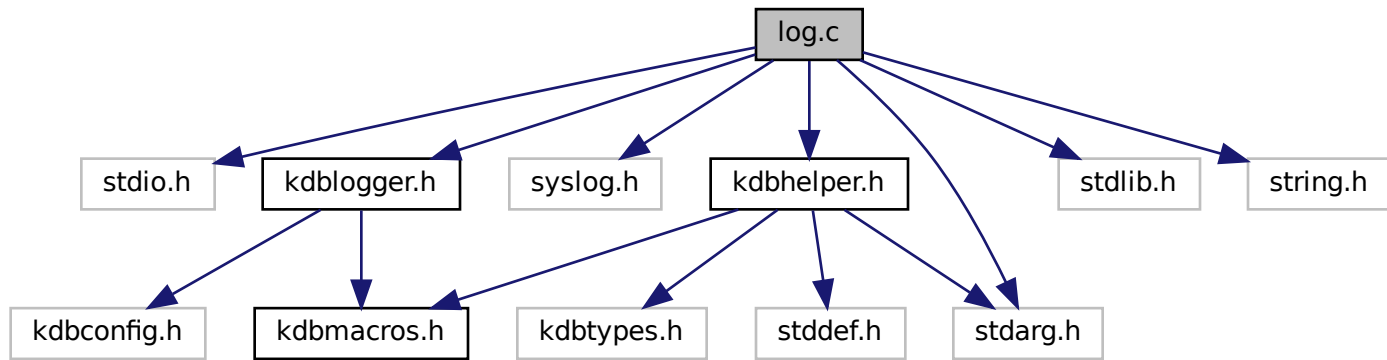 log.c
stdio.h
kdblogger.h
syslog.h
kdbhelper.h
stdlib.h
string.h
kdbconfig.h
kdbmacros.h
kdbtypes.h
stddef.h
stdarg.h